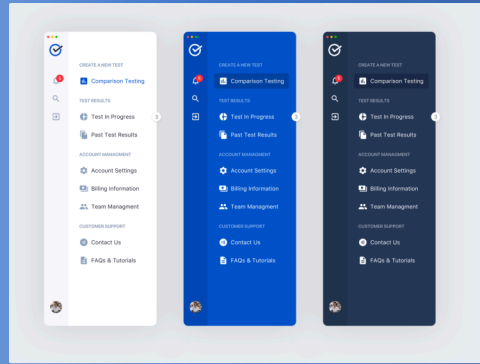 CREATE A NEW TEST
Comparison Testing
TEST RESULTS
Test In Progress
Past Test Results
ACCOUNT MANAGMENT
Account Settings
Billing Information
Team Managment
CUSTOMER SUPPORT
Contact Us
FAQs & Tutorials
CREATE A NEW TEST
Comparison Testing
TEST RESULTS
Test In Progress
Past Test Results
ACCOUNT MANAGMENT
Account Settings
Billing Information
Team Managment
CUSTOMER SUPPORT
Contact Us
FAQs & Tutorials
CREATE A NEW TEST
Comparison Testing
TEST RESULTS
Test In Progress
Past Test Results
ACCOUNT MANAGMENT
Account Settings
Billing Information
Team Managment
CUSTOMER SUPPORT
Contact Us
FAQs & Tutorials